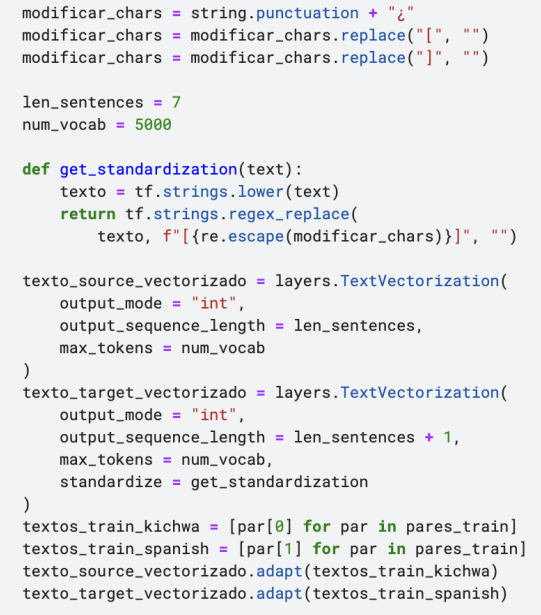 modificar_chars = string.punctuation + "¿"
modificar_chars = modificar_chars.replace("[", "")
modificar_chars = modificar_chars.replace("]", "")

len_sentences = 7
num_vocab = 5000

def get_standardization(text):
    texto = tf.strings.lower(text)
    return tf.strings.regex_replace(
        texto, f"[{re.escape(modificar_chars)}]", "")

texto_source_vectorizado = layers.TextVectorization(
    output_mode = "int",
    output_sequence_length = len_sentences,
    max_tokens = num_vocab
)
texto_target_vectorizado = layers.TextVectorization(
    output_mode = "int",
    output_sequence_length = len_sentences + 1,
    max_tokens = num_vocab,
    standardize = get_standardization
)
textos_train_kichwa = [par[0] for par in pares_train]
textos_train_spanish = [par[1] for par in pares_train]
texto_source_vectorizado.adapt(textos_train_kichwa)
texto_target_vectorizado.adapt(textos_train_spanish)